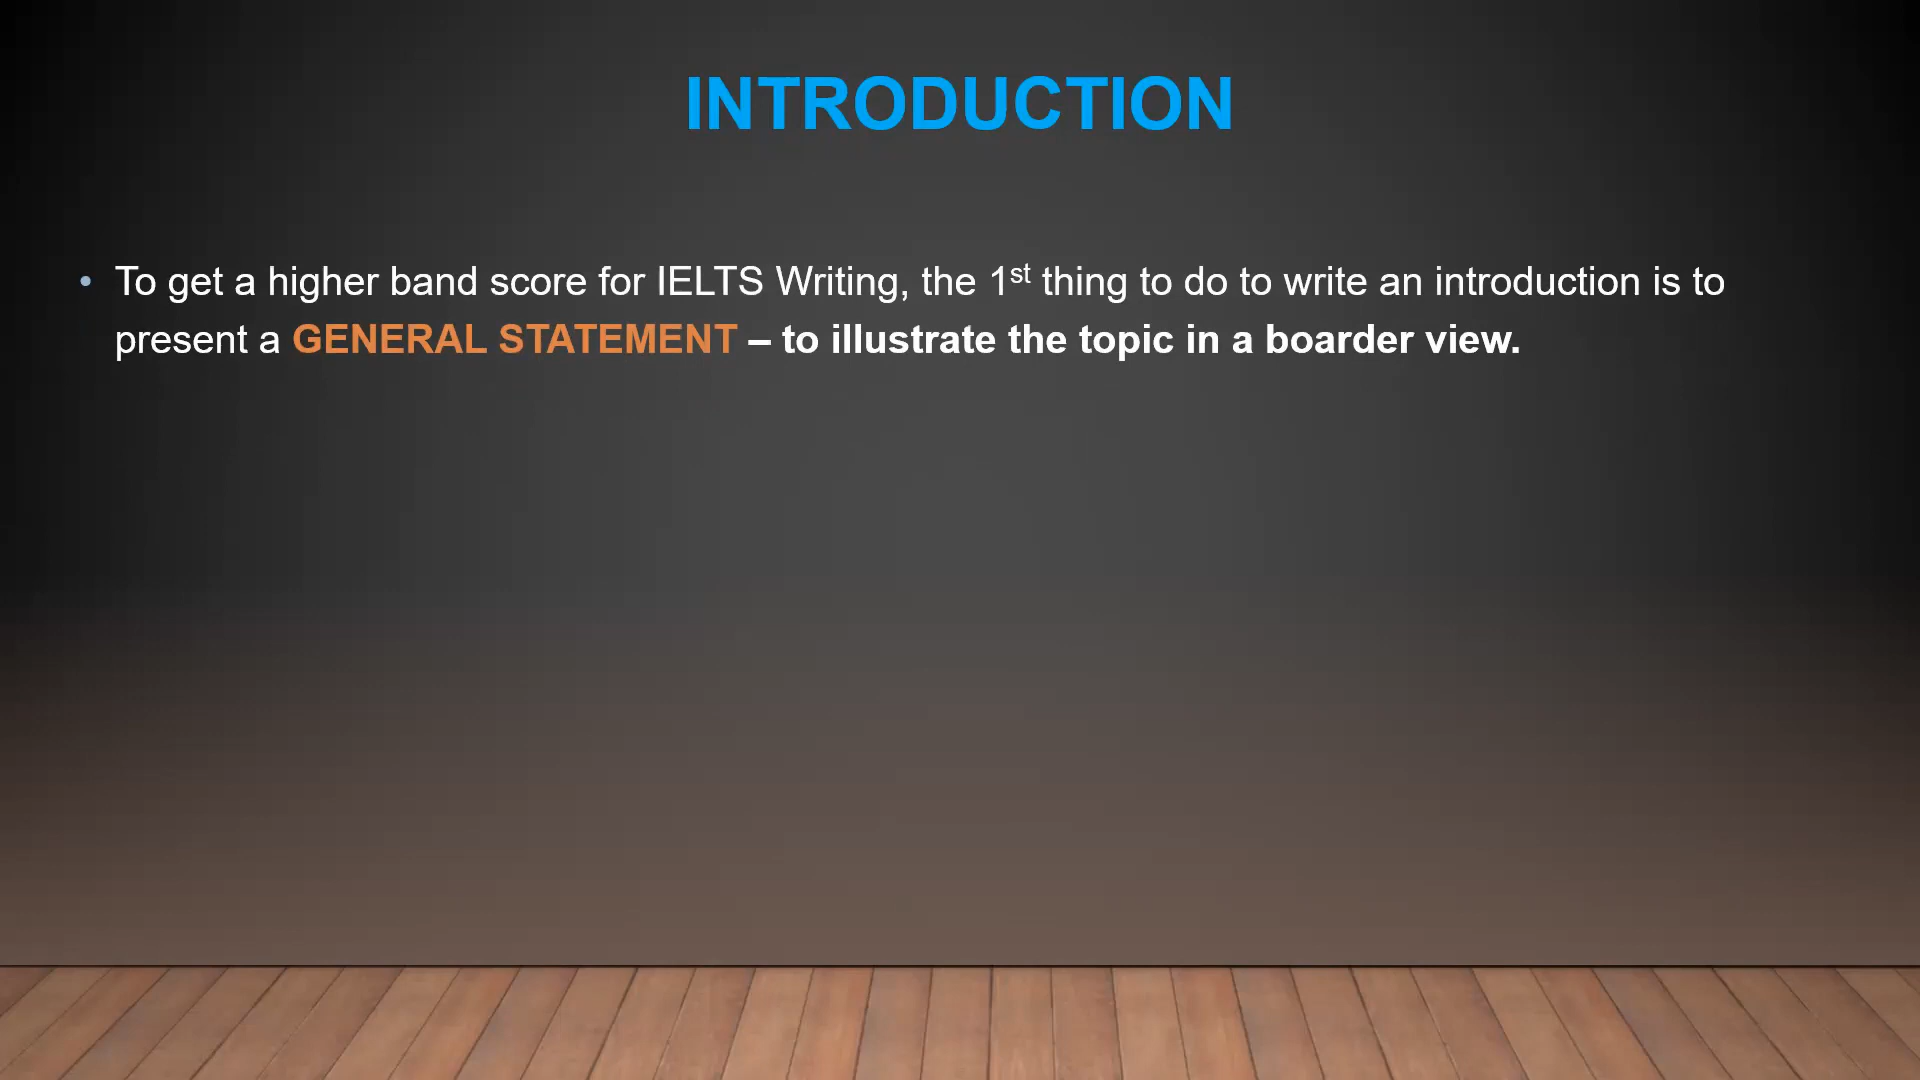 INTRODUCTION
• To get a higher band score for IELTS Writing, the 1st thing to do to write an introduction is to
present a GENERAL STATEMENT – to illustrate the topic in a boarder view.